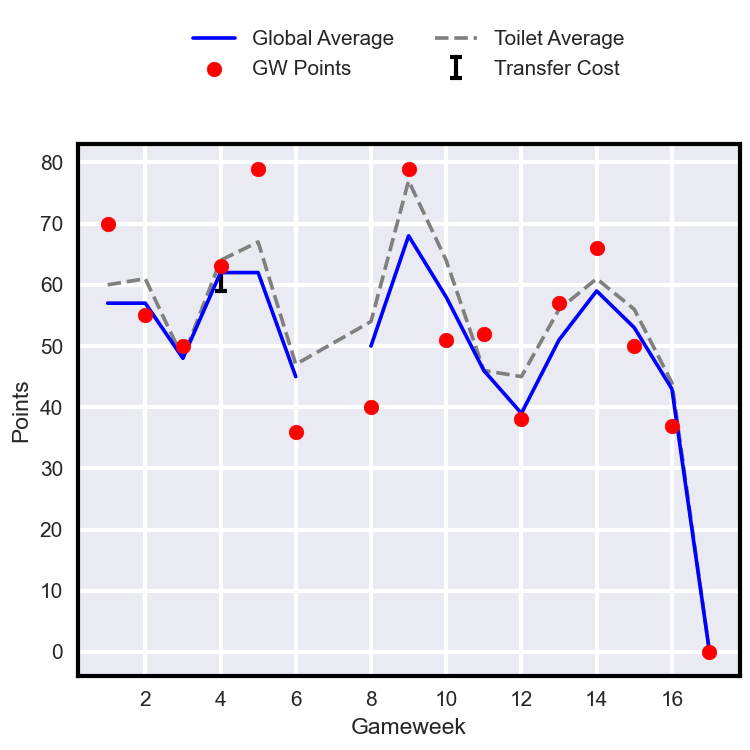 Global Average
Toilet Average
GW Points
Transfer Cost
80
70
60
50
40
30
20
10
0
Points
2 4 6 8 10 12 14 16
Gameweek